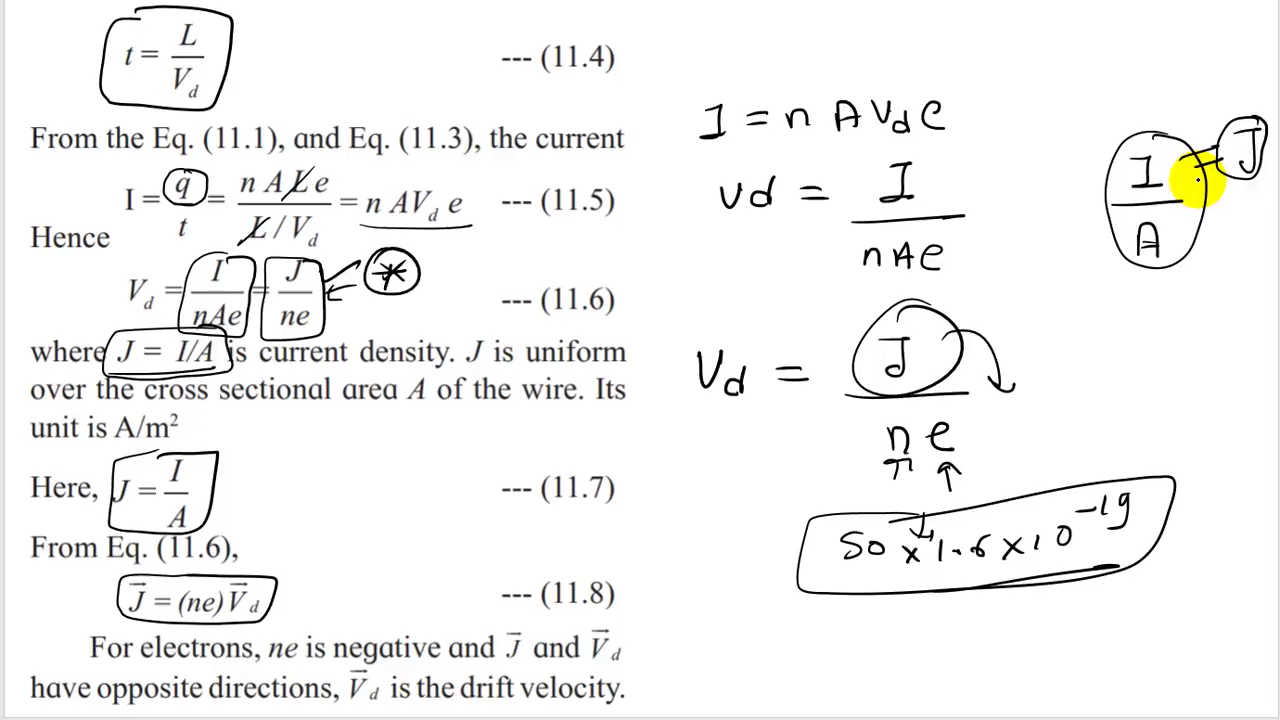 t = L / V_d --- (11.4)
From the Eq. (11.1), and Eq. (11.3), the current
I = q / t = n A L e / L / V_d = n AV_d e --- (11.5)
Hence
V_d = I / nAe = J / ne --- (11.6)
where J = I/A is current density. J is uniform
over the cross sectional area A of the wire. Its
unit is A/m²
Here, J = I / A --- (11.7)
From Eq. (11.6),
J⃗ = (ne) V⃗_d --- (11.8)
For electrons, ne is negative and J⃗ and V⃗_d
have opposite directions, V⃗_d is the drift velocity.
I = n A V_d e
vd = I / nAe
V_d = J / n e
50 × 1.6 × 10⁻¹⁹
I / A = J